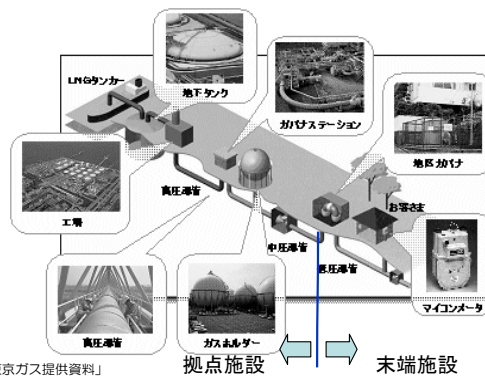 LNGタンカー
地下タンク
ガバナステーション
地区ガバナ
工場
高圧導管
お客さま
中圧導管
低圧導管
マイコンメータ
高圧導管
ガスホルダー
京ガス提供資料」
拠点施設
末端施設